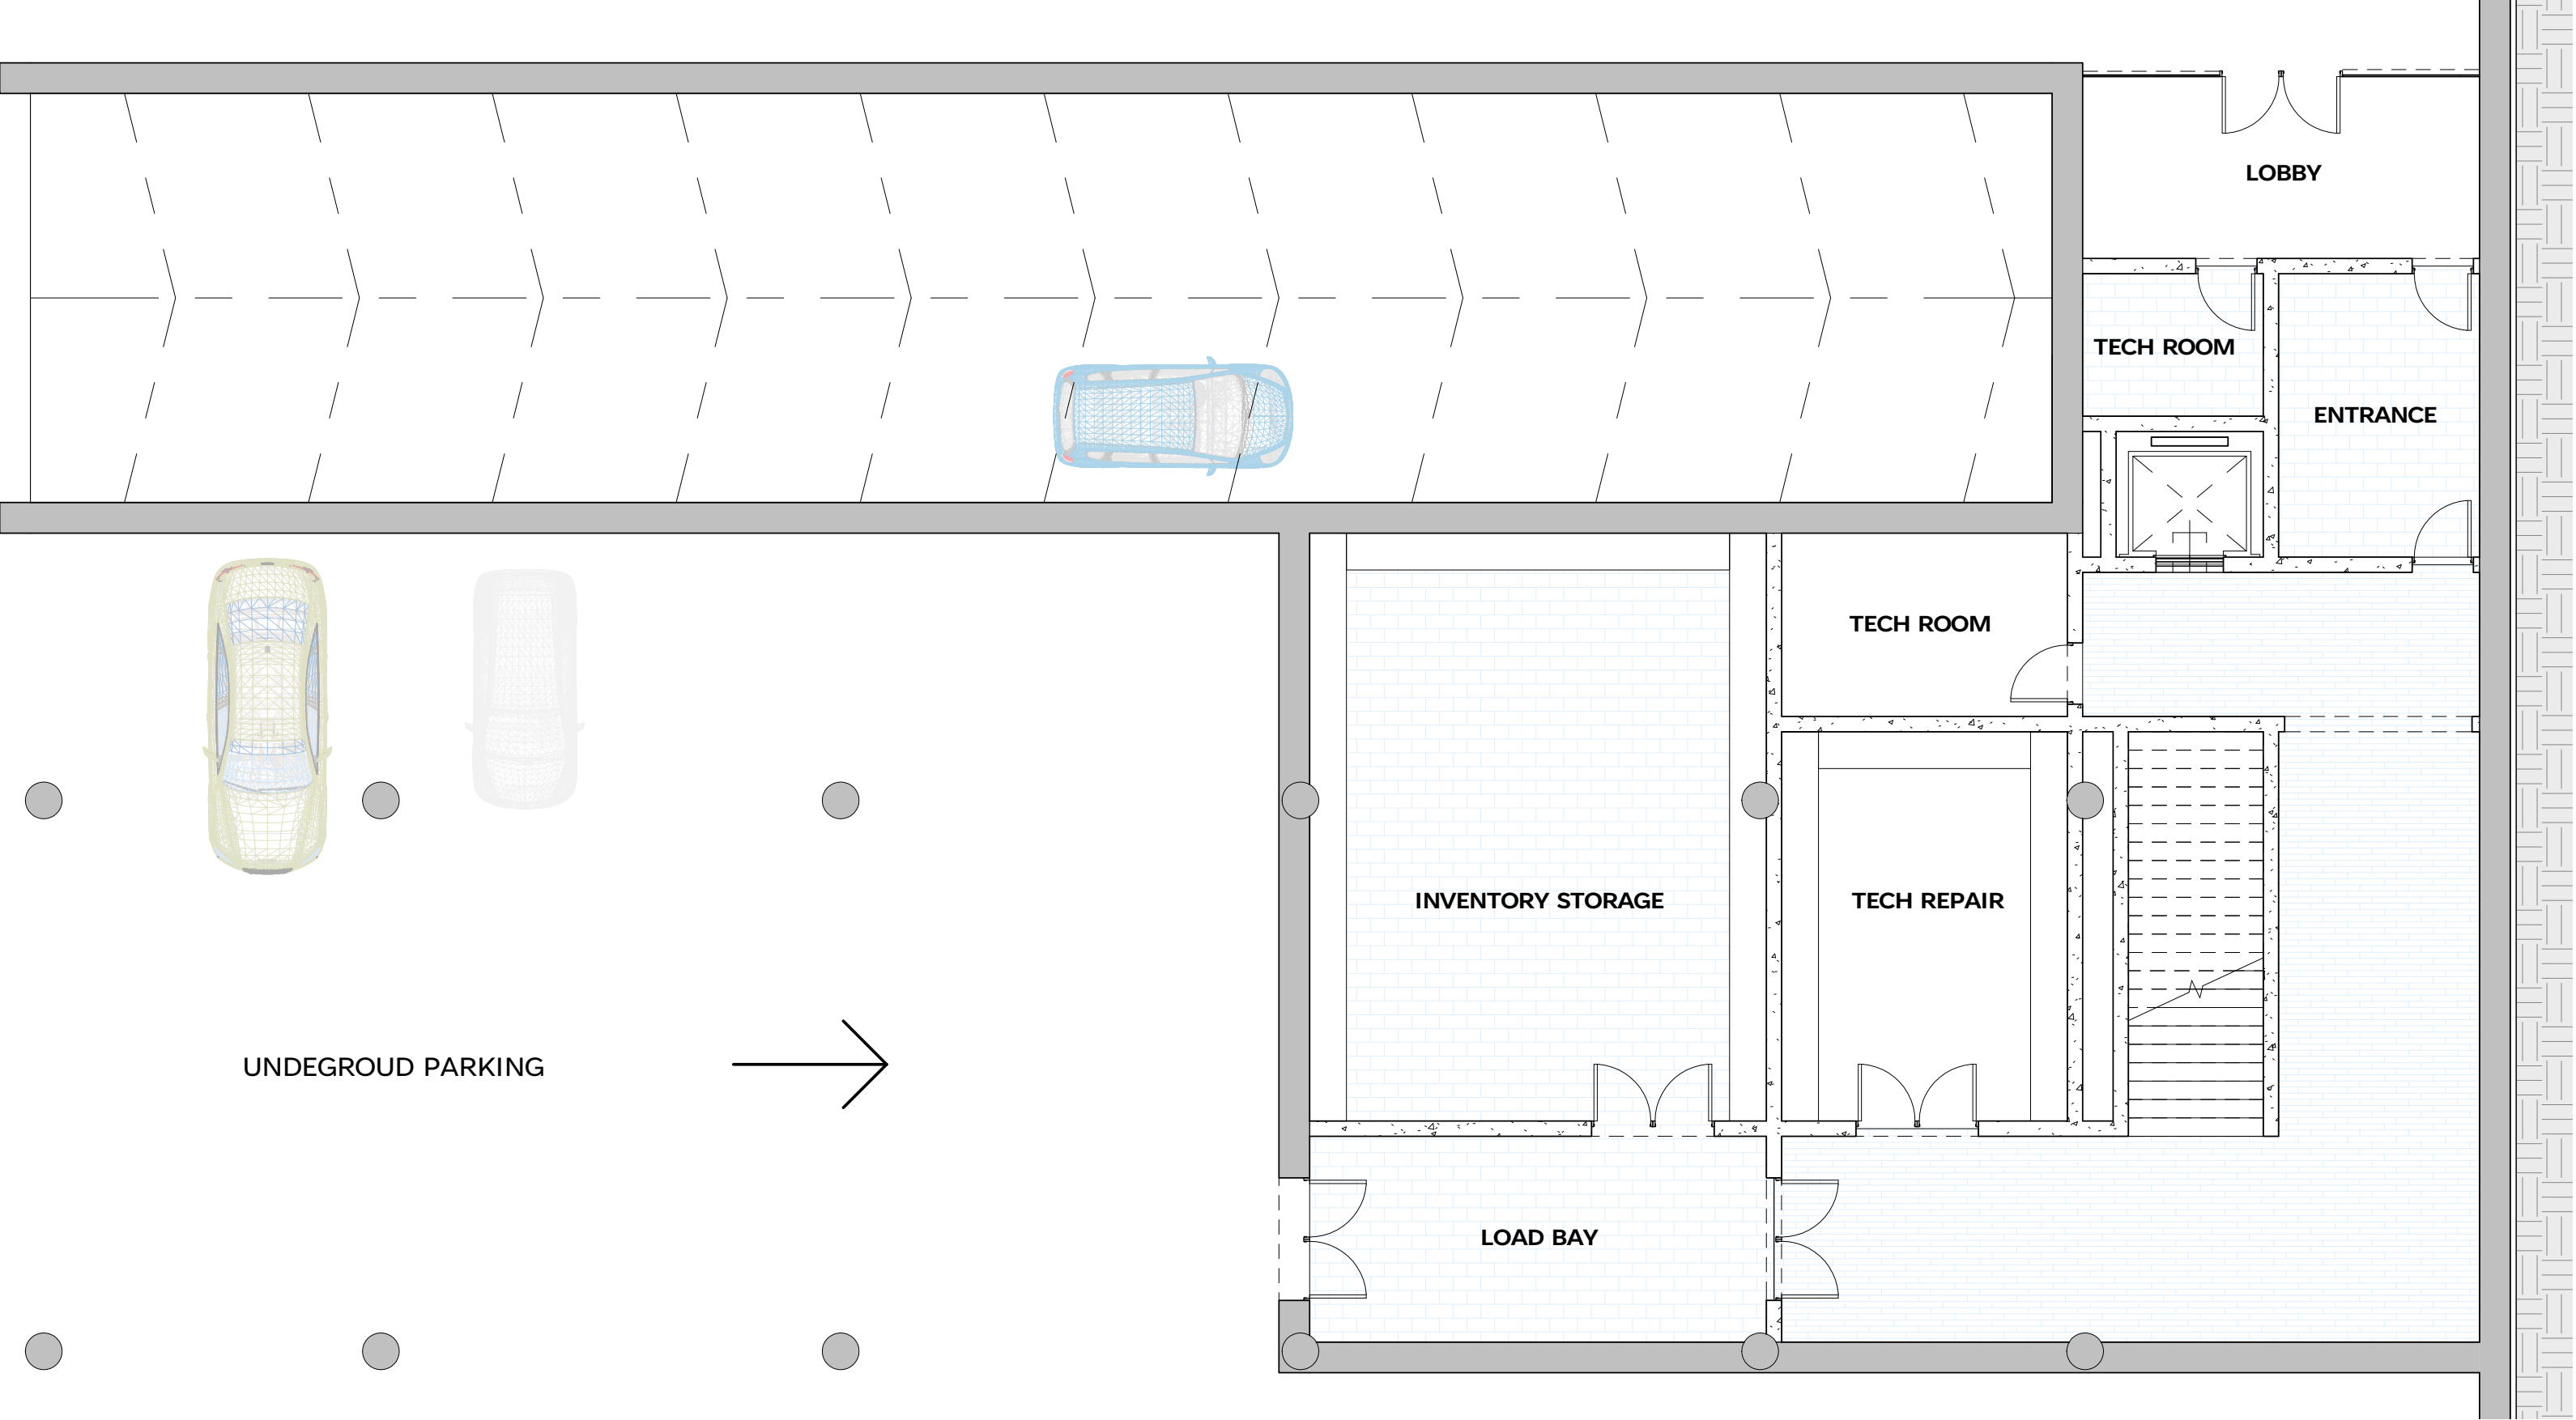 LOBBY
TECH ROOM
ENTRANCE
TECH ROOM
INVENTORY STORAGE
TECH REPAIR
UNDEGROUD PARKING
LOAD BAY